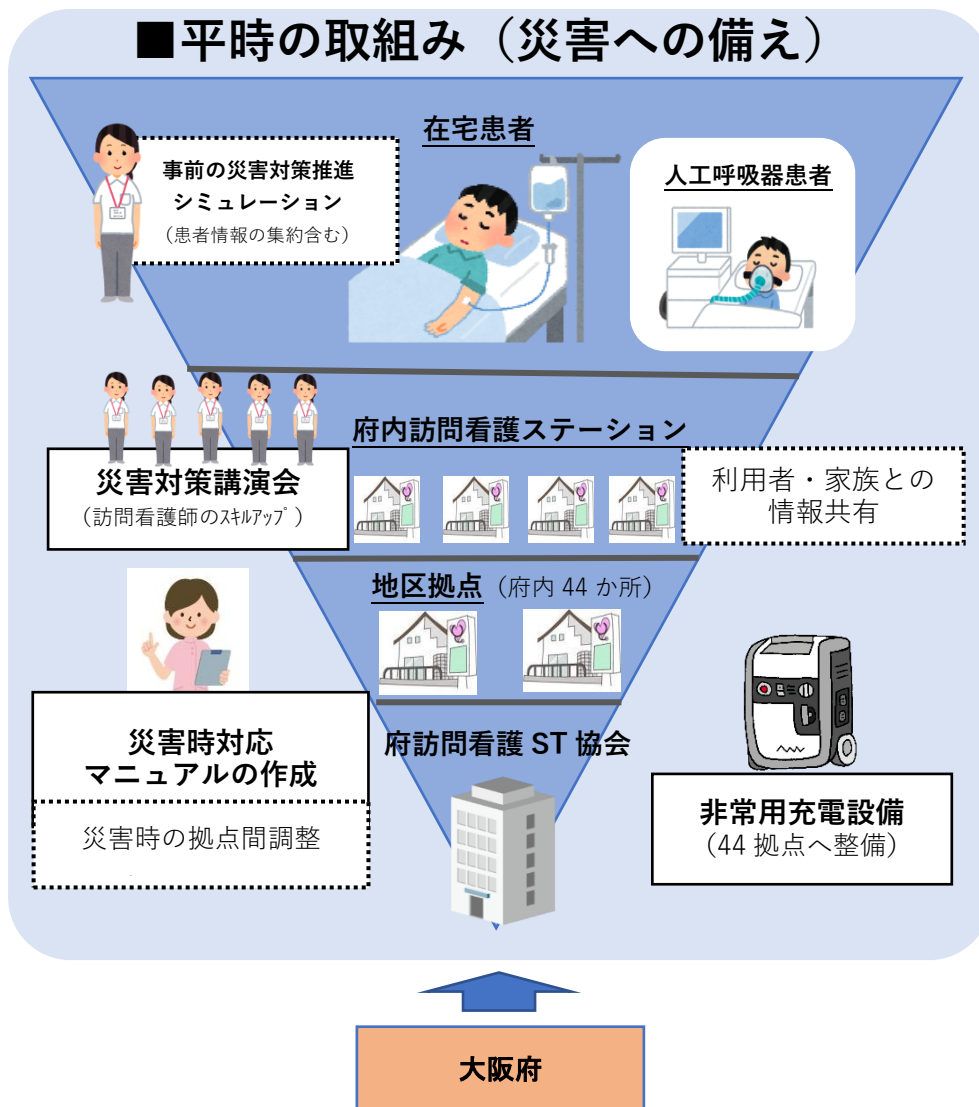 ■平時の取組み（災害への備え）
在宅患者
事前の災害対策推進
シミュレーション
（患者情報の集約含む）
人工呼吸器患者
府内訪問看護ステーション
災害対策講演会
（訪問看護師のｽｷﾙｱｯﾌﾟ）
利用者・家族との
情報共有
地区拠点（府内 44 か所）
災害時対応
マニュアルの作成
災害時の拠点間調整
府訪問看護 ST 協会
非常用充電設備
（44 拠点へ整備）
大阪府